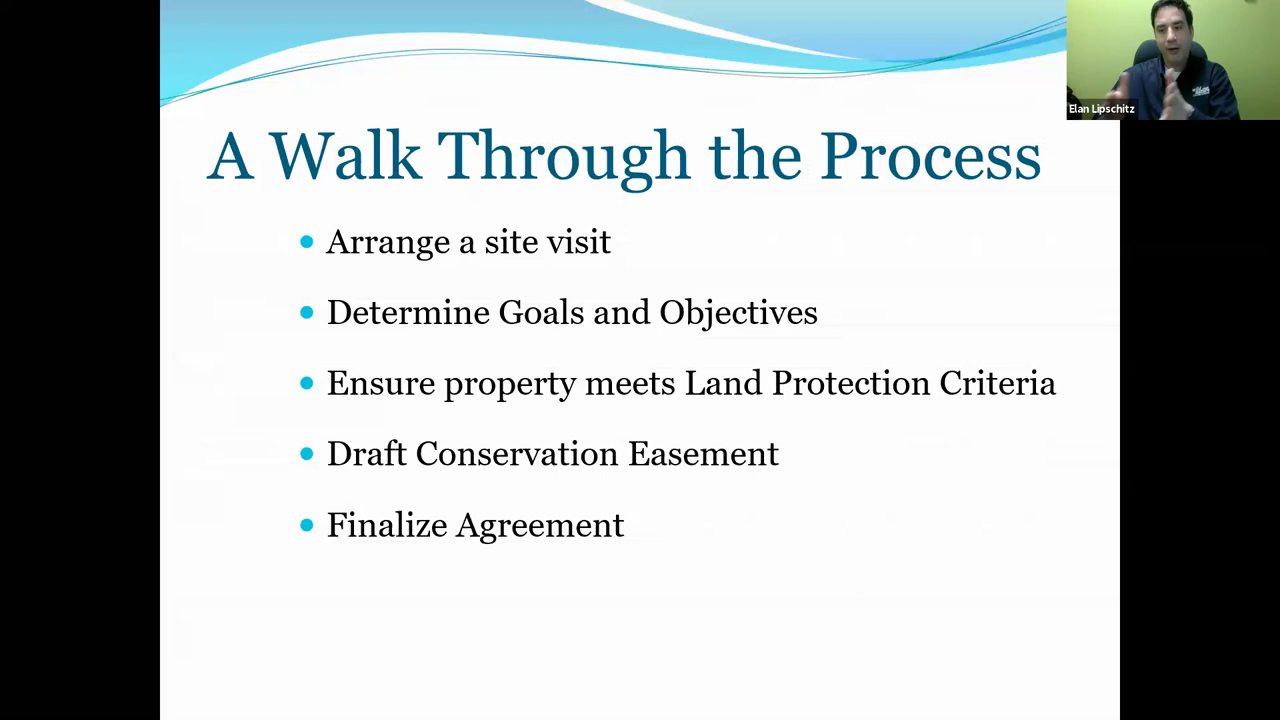 A Walk Through the Process
Arrange a site visit
Determine Goals and Objectives
Ensure property meets Land Protection Criteria
Draft Conservation Easement
Finalize Agreement
Elan Lipschitz